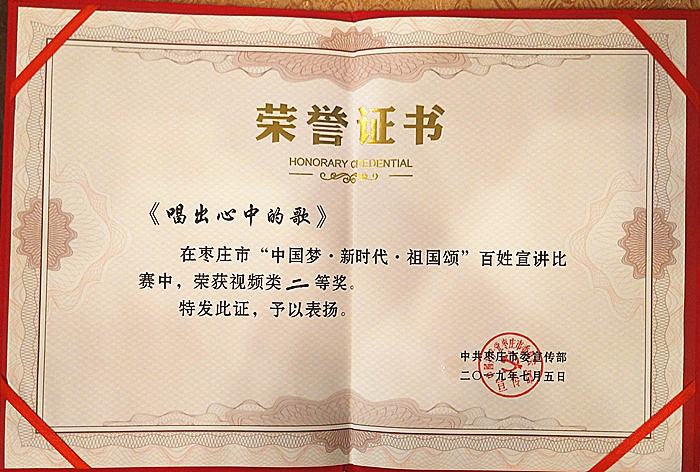 荣誉证书
HONORARY CREDENTIAL
《唱出心中的歌》
在枣庄市“中国梦·新时代·祖国颂”百姓宣讲比
赛中，荣获视频类二等奖。
特发此证，予以表扬。
中共枣庄市委宣传部
二〇一九年七月五日